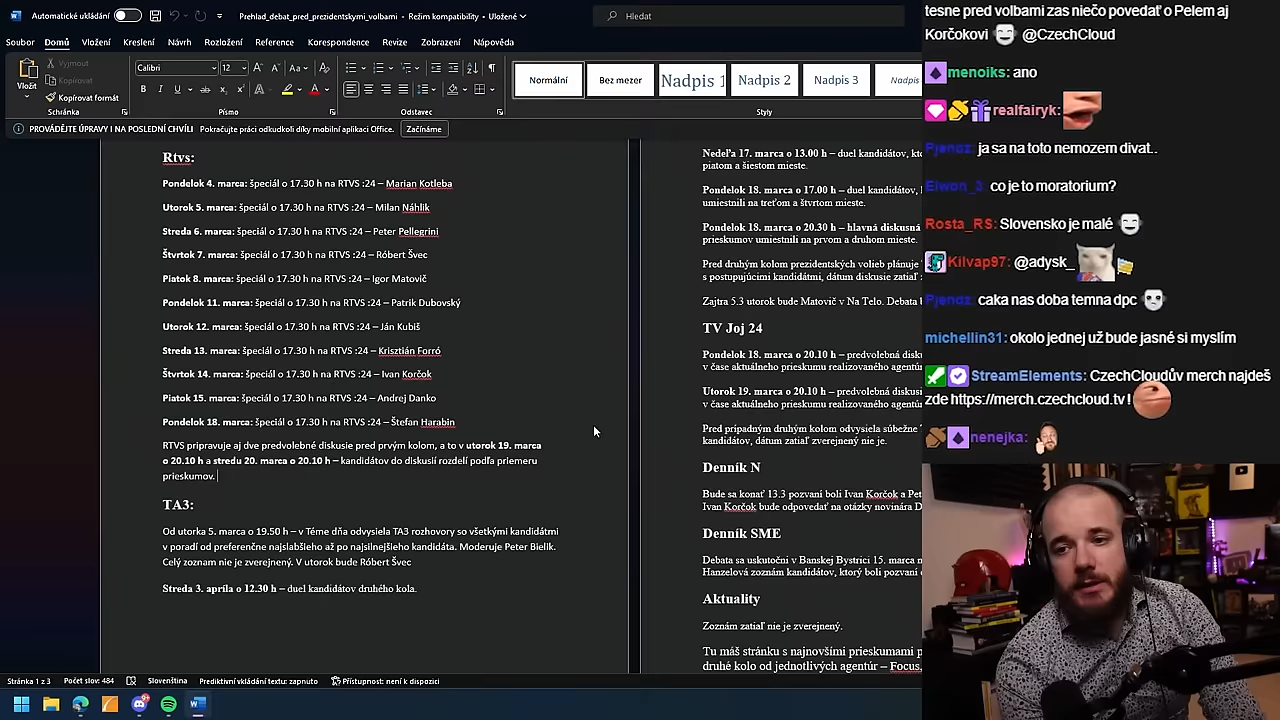 Automatické ukládání
Prehlad_debat_pred_prezidentskymi_volbami - Režim kompatibility • Uložené
Hledat
Soubor Domů Vložení Kreslení Návrh Rozložení Reference Korespondence Revize Zobrazení Nápověda
Vložit
Vyjmout
Kopírovat
Kopírovat formát
Schránka
Calibri 12
Písmo
Odstavec
Normální
Bez mezer
Nadpis 1
Nadpis 2
Nadpis 3
Nadpis
Styly
PROVÁDĚJTE ÚPRAVY I NA POSLEDNÍ CHVÍLI Pokračujte práci odkudkoli díky mobilní aplikaci Office. Začínáme
Rtvs:
Pondelok 4. marca: špeciál o 17.30 h na RTVS :24 – Marian Kotleba
Utorok 5. marca: špeciál o 17.30 h na RTVS :24 – Milan Náhlik
Streda 6. marca: špeciál o 17.30 h na RTVS :24 – Peter Pellegrini
Štvrtok 7. marca: špeciál o 17.30 h na RTVS :24 – Róbert Švec
Piatok 8. marca: špeciál o 17.30 h na RTVS :24 – Igor Matovič
Pondelok 11. marca: špeciál o 17.30 h na RTVS :24 – Patrik Dubovský
Utorok 12. marca: špeciál o 17.30 h na RTVS :24 – Ján Kubiš
Streda 13. marca: špeciál o 17.30 h na RTVS :24 – Krisztián Forró
Štvrtok 14. marca: špeciál o 17.30 h na RTVS :24 – Ivan Korčok
Piatok 15. marca: špeciál o 17.30 h na RTVS :24 – Andrej Danko
Pondelok 18. marca: špeciál o 17.30 h na RTVS :24 – Štefan Harabin
RTVS pripravuje aj dve predvolebné diskusie pred prvým kolom, a to v utorok 19. marca
o 20.10 h a stredu 20. marca o 20.10 h – kandidátov do diskusií rozdelí podľa priemeru
prieskumov.
TA3:
Od utorka 5. marca o 19.50 h – v Téme dňa odvysiela TA3 rozhovory so všetkými kandidátmi
v poradí od preferenčne najslabšieho až po najsilnejšieho kandidáta. Moderuje Peter Bielik.
Celý zoznam nie je zverejnený. V utorok bude Róbert Švec
Streda 3. apríla o 12.30 h – duel kandidátov druhého kola.
Nedeľa 17. marca o 13.00 h – duel kandidátov, kto
piatom a šiestom mieste.
Pondelok 18. marca o 17.00 h – duel kandidátov,
umiestnili na treťom a štvrtom mieste.
Pondelok 18. marca o 20.30 h – hlavná diskusná
prieskumov umiestnili na prvom a druhom mieste.
Pred druhým kolom prezidentských volieb plánuje
s postupujúcimi kandidátmi, dátum diskusie zatiaľ
Zajtra 5.3 utorok bude Matovič v Na Telo. Debata
TV Joj 24
Pondelok 18. marca o 20.10 h – predvolebná disku
v čase aktuálneho prieskumu realizovaného agentúr
Utorok 19. marca o 20.10 h – predvolebná diskus
v čase aktuálneho prieskumu realizovaného agentúr
Pred prípadným druhým kolom odvysiela súbežne
kandidátov, dátum zatiaľ zverejnený nie je.
Denník N
Bude sa konať 13.3 pozvaní boli Ivan Korčok a Pet
Ivan Korčok bude odpovedať na otázky novinára D
Denník SME
Debata sa uskutoční v Banskej Bystrici 15. marca
Hanzelová zoznám kandidátov, ktorý boli pozvaní
Aktuality
Zoznám zatiaľ nie je zverejnený.
Tu máš stránku s najnovšími prieskumami p
druhé kolo od jednotlivých agentúr – Focus,
Stránka 1 z 3 Počet slov: 484 Slovenština Prediktivní vkládání textu: zapnuto Přístupnost: není k dispozici
tesne pred volbami zas niečo povedať o Pelem aj
Korčokovi @CzechCloud
menoiks: ano
realfairyk:
Pjendz: ja sa na toto nemozem divat..
Elwon_3: co je to moratorium?
Rosta_RS: Slovensko je malé
Kilvap97: @adysk_
Pjendz: caka nas doba temna dpc
michellin31: okolo jednej už bude jasné si myslím
StreamElements: CzechCloudův merch najdeš
zde https://merch.czechcloud.tv !
nenejka: